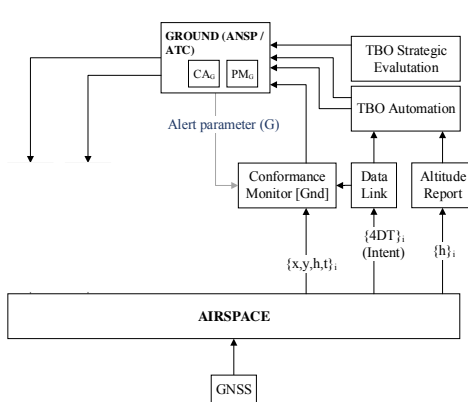 GROUND (ANSP /
ATC)
CAG PMG
TBO Strategic
Evalutation
TBO Automation
Alert parameter (G)
Conformance
Monitor [Gnd]
Data
Link
Altitude
Report
{x,y,h,t}i
{4DT}i
(Intent)
{h}i
AIRSPACE
GNSS